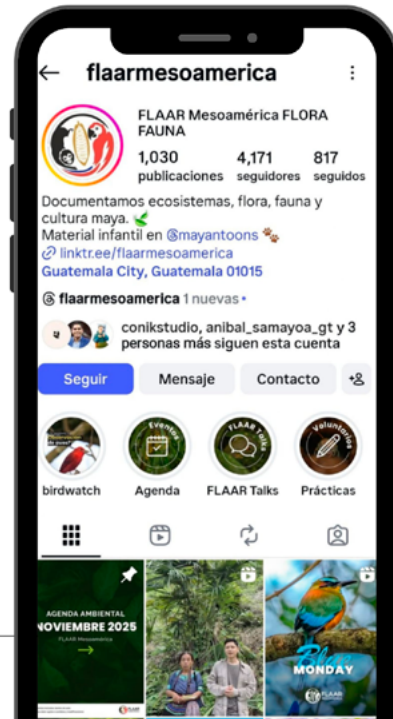 flaarmesoamerica
FLAAR Mesoamérica FLORA
FAUNA
1,030 4,171 817
publicaciones seguidores seguidos
Documentamos ecosistemas, flora, fauna y
cultura maya.
Material infantil en @mayantoons
linktr.ee/flaarmesoamerica
Guatemala City, Guatemala 01015
flaarmesoamerica 1 nuevas
conikstudio, anibal_samayoa_gt y 3
personas más siguen esta cuenta
Seguir Mensaje Contacto
Eventos FLAAR Talks Voluntarios
birdwatch Agenda FLAAR Talks Prácticas
AGENDA AMBIENTAL
NOVIEMBRE 2025
FLAAR Mesoamérica
Blue
MONDAY